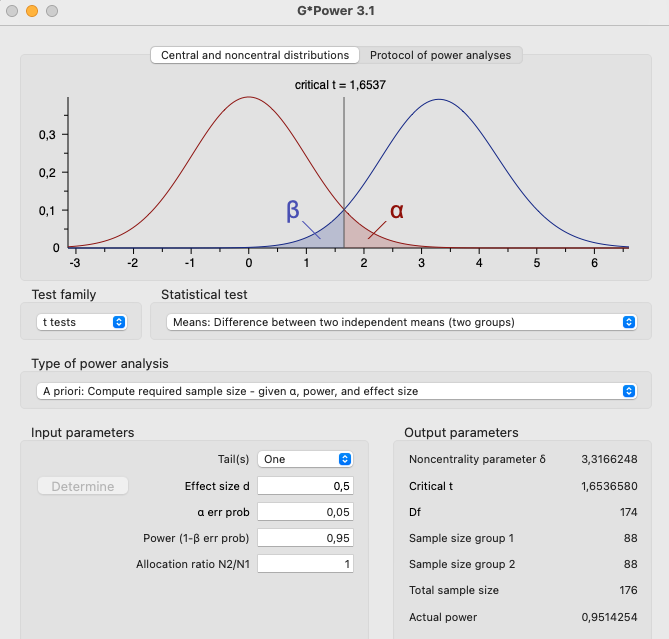 G*Power 3.1
Central and noncentral distributions Protocol of power analyses
critical t = 1,6537
0,3
0,2
0,1
0
β
α
-3 -2 -1 0 1 2 3 4 5 6
Test family
Statistical test
t tests
Means: Difference between two independent means (two groups)
Type of power analysis
A priori: Compute required sample size - given α, power, and effect size
Input parameters
Tail(s) One
Determine
Effect size d 0,5
α err prob 0,05
Power (1-β err prob) 0,95
Allocation ratio N2/N1 1
Output parameters
Noncentrality parameter δ 3,3166248
Critical t 1,6536580
Df 174
Sample size group 1 88
Sample size group 2 88
Total sample size 176
Actual power 0,9514254